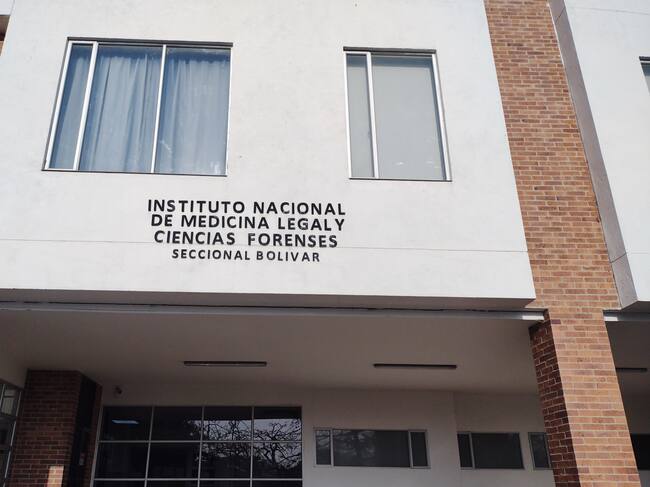 INSTITUTO NACIONAL
DE MEDICINA LEGAL Y
CIENCIAS FORENSES
SECCIONAL BOLIVAR